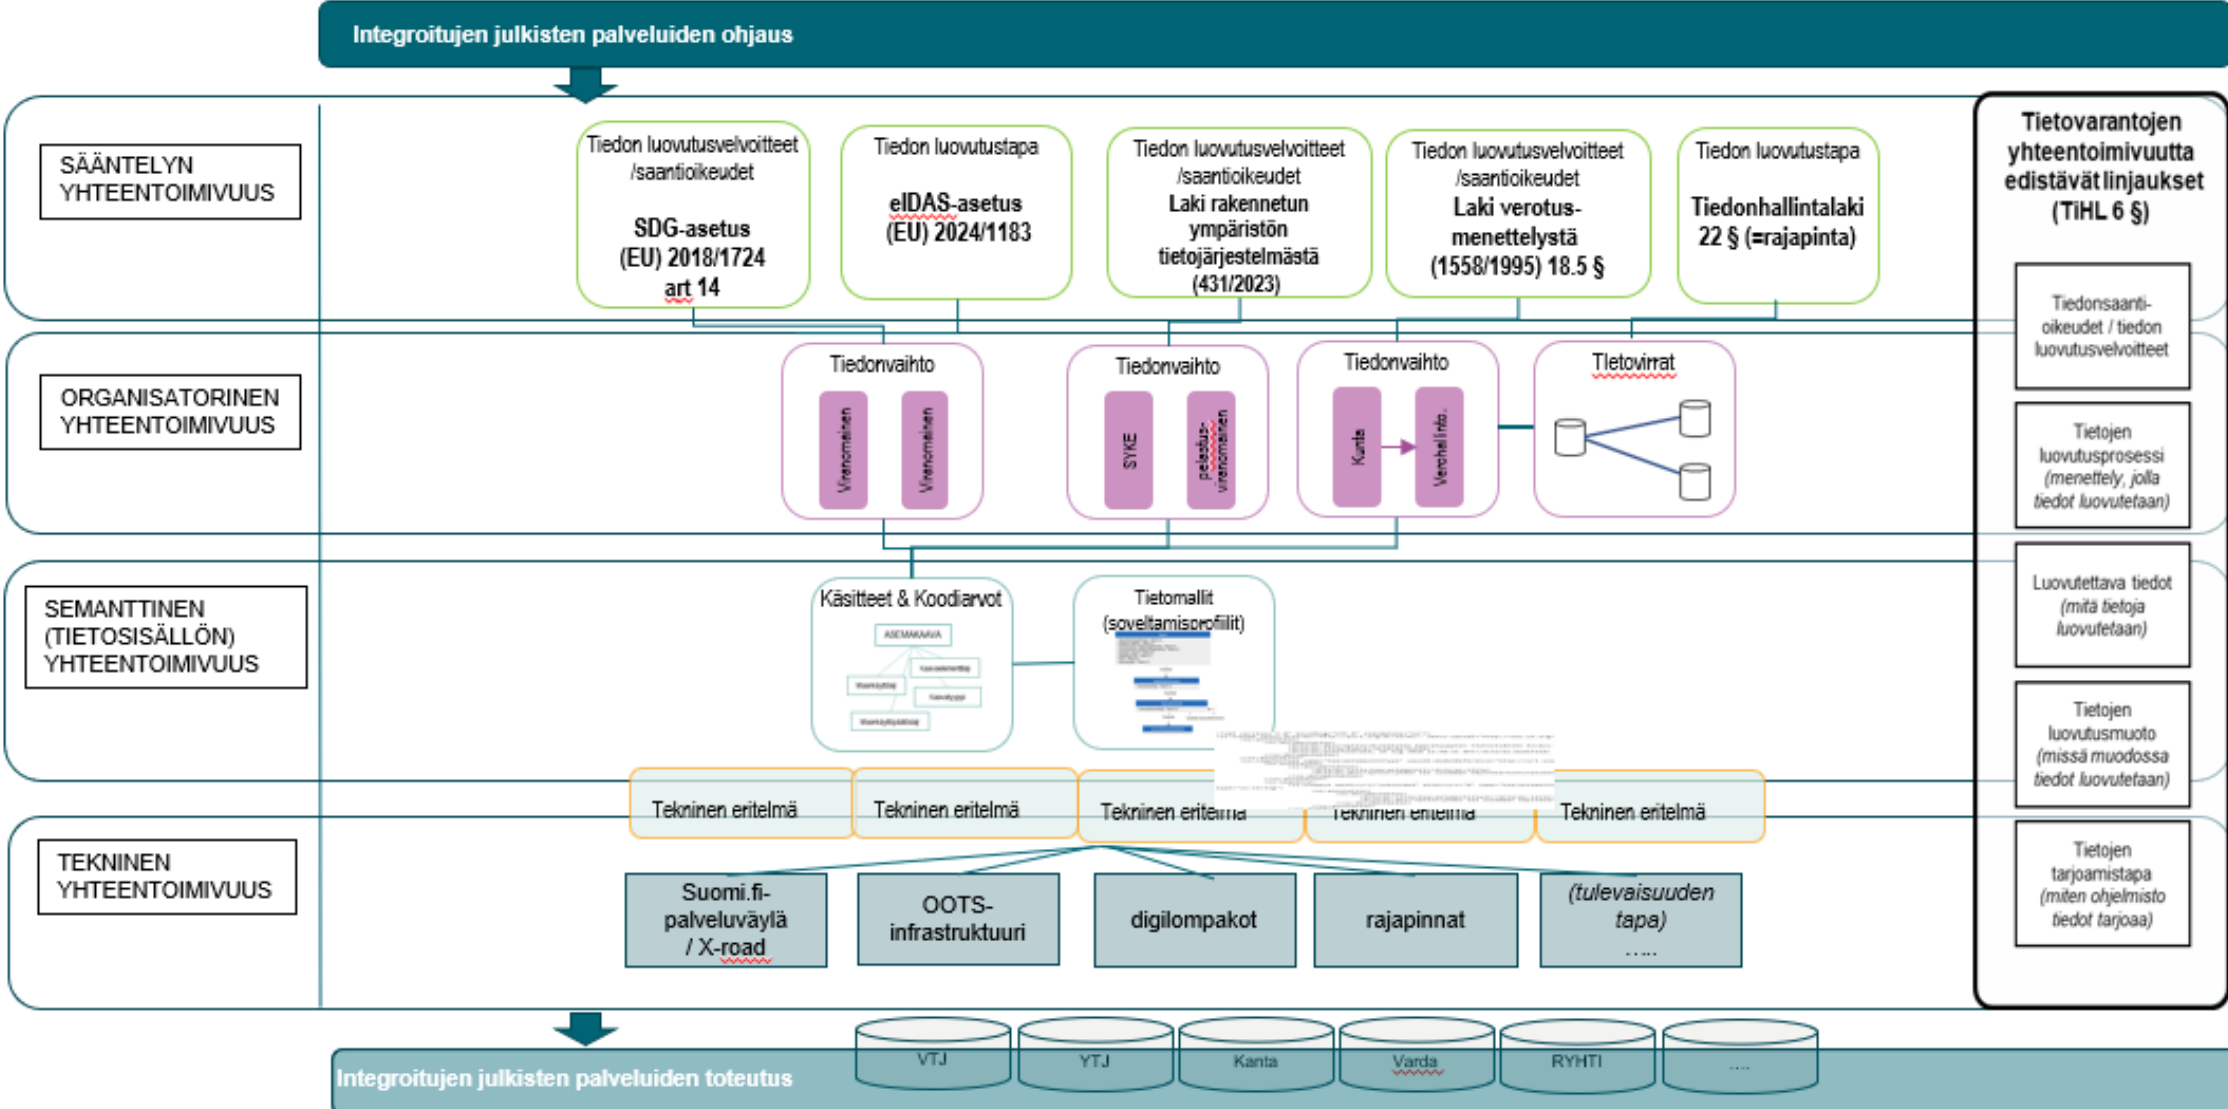 Integroitujen julkisten palveluiden ohjaus
SÄÄNTELYN
YHTEENTOIMIVUUS
Tiedon luovutusvelvoitteet
/saantioikeudet
SDG-asetus
(EU) 2018/1724
art 14
Tiedon luovutustapa
eIDAS-asetus
(EU) 2024/1183
Tiedon luovutusvelvoitteet
/saantioikeudet
Laki rakennetun
ympäristön
tietojärjestelmästä
(431/2023)
Tiedon luovutusvelvoitteet
/saantioikeudet
Laki verotus-
menettelystä
(1558/1995) 18.5 §
Tiedon luovutustapa
Tiedonhallintalaki
22 § (=rajapinta)
ORGANISATORINEN
YHTEENTOIMIVUUS
Tiedonvaihto
Viranomainen
Viranomainen
Tiedonvaihto
SYKE
pelastus-
viranomainen
Tiedonvaihto
Kunta
Verohallinto.
TIetovirrat
SEMANTTINEN
(TIETOSISÄLLÖN)
YHTEENTOIMIVUUS
Käsitteet & Koodiarvot
ASEMAKAAVA
Tietomallit
(soveltamisprofiilit)
Tekninen eritelmä
Tekninen eritelmä
Tekninen eritelmä
Tekninen eritelmä
Tekninen eritelmä
TEKNINEN
YHTEENTOIMIVUUS
Suomi.fi-
palveluväylä
/ X-road
OOTS-
infrastruktuuri
digilompakot
rajapinnat
(tulevaisuuden
tapa)
.....
Tietovarantojen
yhteentoimivuutta
edistävät linjaukset
(TiHL 6 §)
Tiedonsaanti-
oikeudet / tiedon
luovutusvelvoitteet
Tietojen
luovutusprosessi
(menettely, jolla
tiedot luovutetaan)
Luovutettava tiedot
(mitä tietoja
luovutetaan)
Tietojen
luovutusmuoto
(missä muodossa
tiedot luovutetaan)
Tietojen
tarjoamistapa
(miten ohjelmisto
tiedot tarjoaa)
Integroitujen julkisten palveluiden toteutus
VTJ
YTJ
Kanta
Varda
RYHTI
....